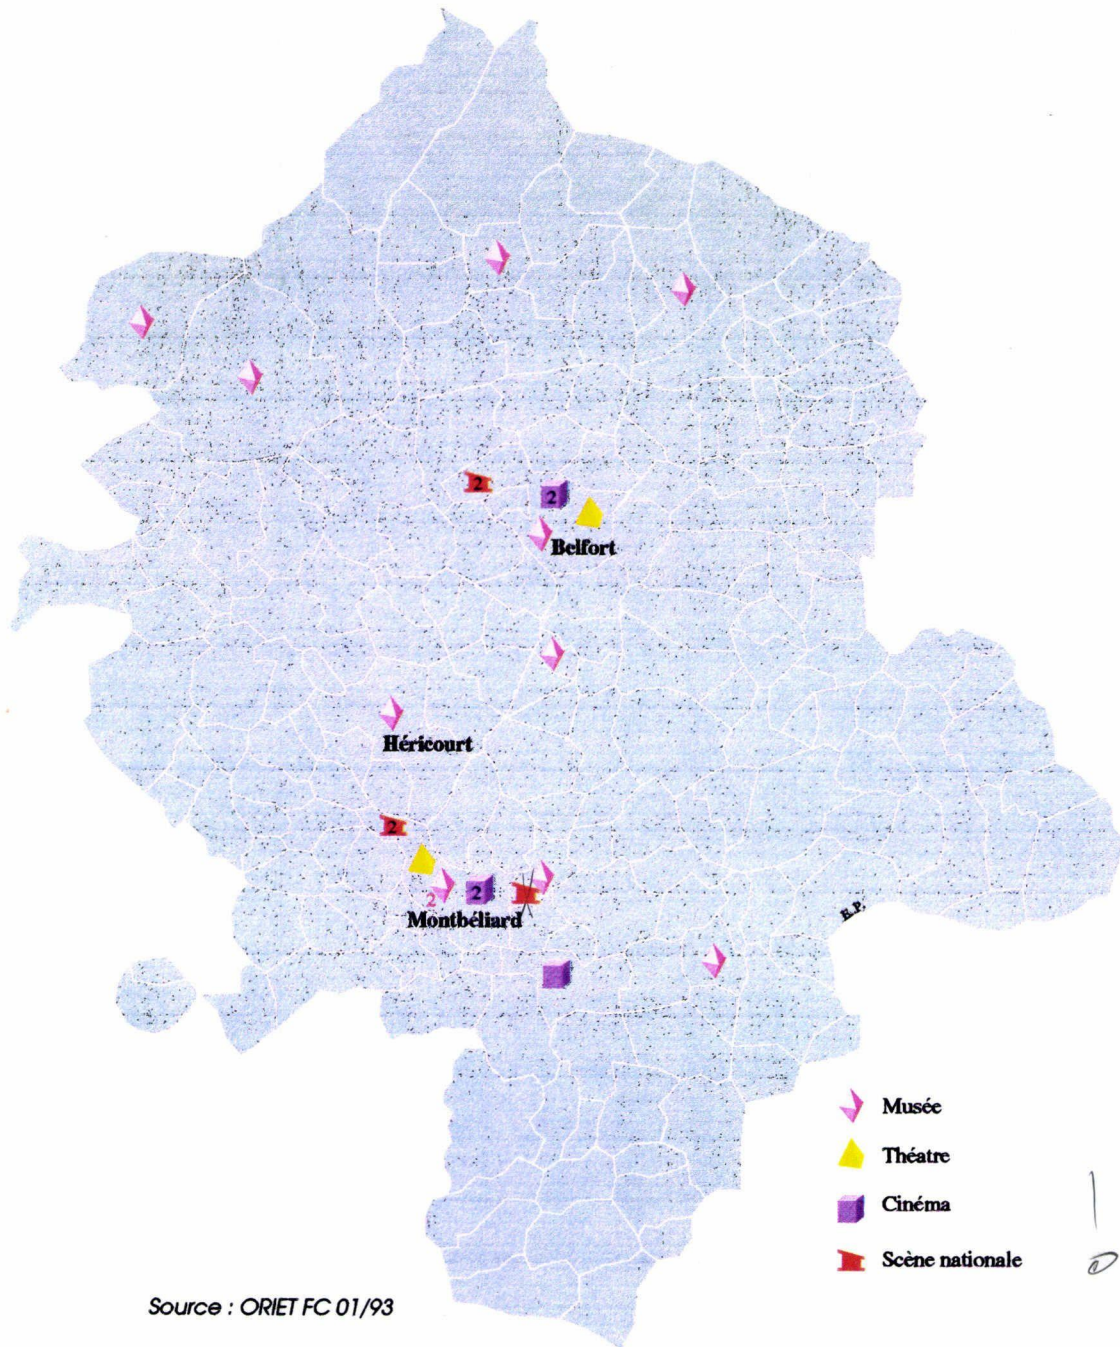 2
2
Belfort
Héricourt
2
2
2
Montbéliard
E.P.
Musée
Théatre
Cinéma
Scène nationale
Source : ORIET FC 01/93